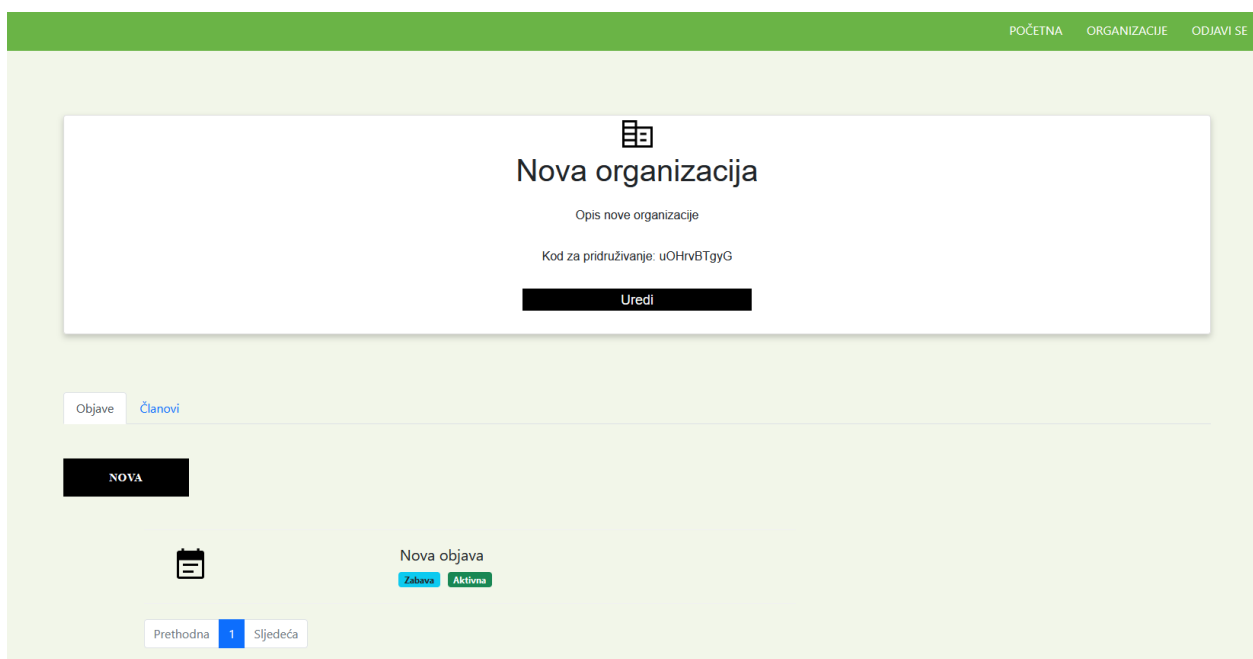 POČETNA ORGANIZACIJE ODJAVI SE
Nova organizacija
Opis nove organizacije
Kod za pridruživanje: uOHrvBTgyG
Uredi
Objave Članovi
NOVA
Nova objava
Zabava Aktivna
Prethodna 1 Sljedeća